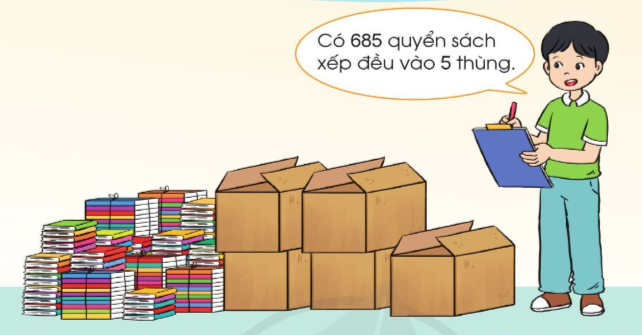 Có 685 quyển sách
xếp đều vào 5 thùng.